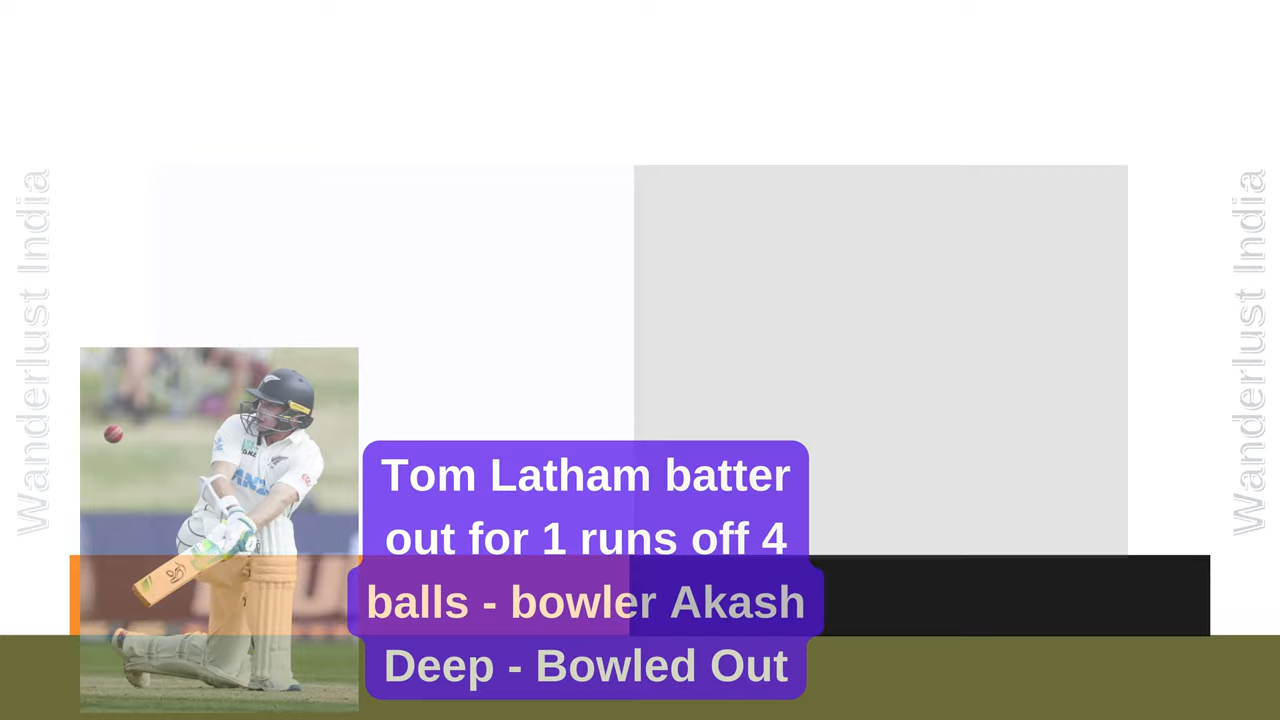 Wanderlust India
Tom Latham batter
out for 1 runs off 4
balls - bowler Akash
Deep - Bowled Out
Wanderlust India